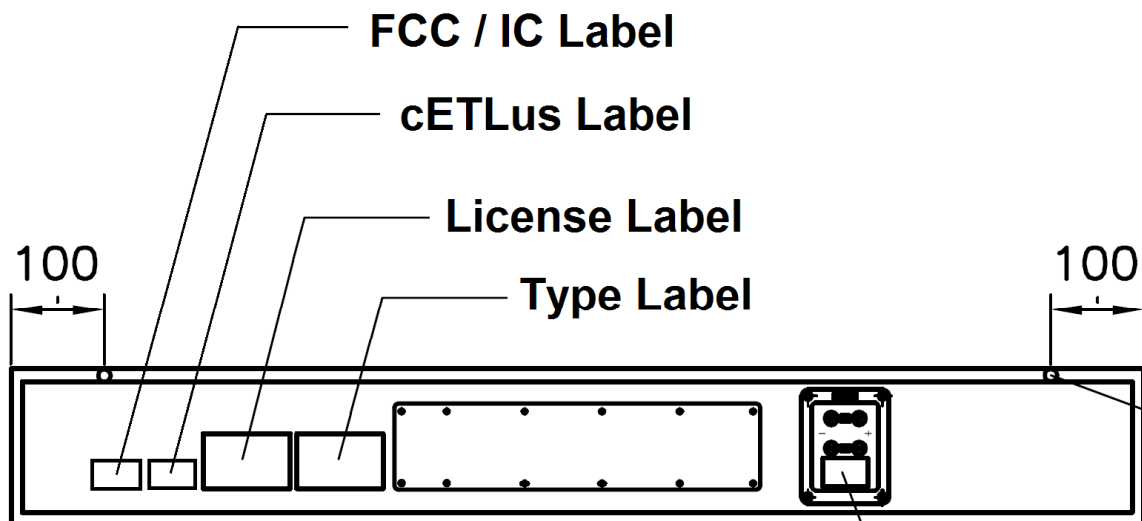 FCC / IC Label
cETLus Label
License Label
100
100
Type Label
- +